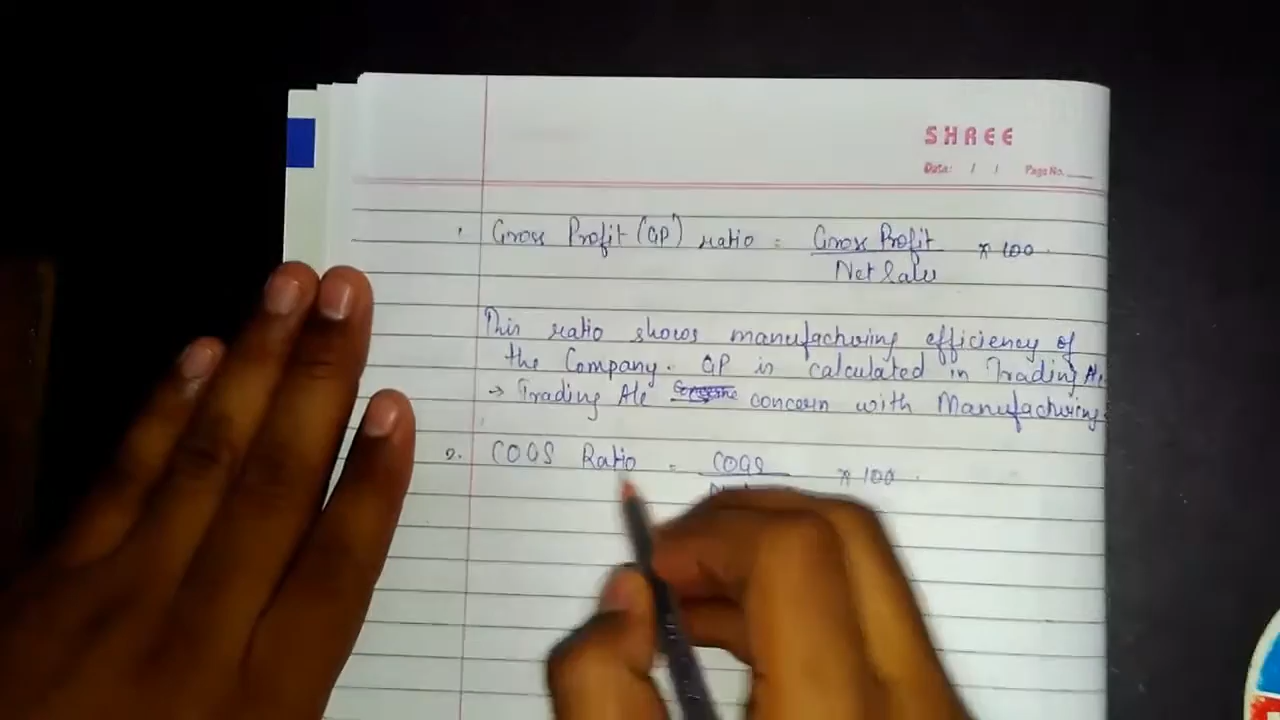 SHREE
Date: / / Page No.
1. Gross Profit (GP) ratio = Gross Profit * 100
Net Sales
This ratio shows manufacturing efficiency of
the Company. GP is calculated in Trading A/c.
→ Trading A/c concern with Manufacturing.
2. COGS Ratio = COGS * 100